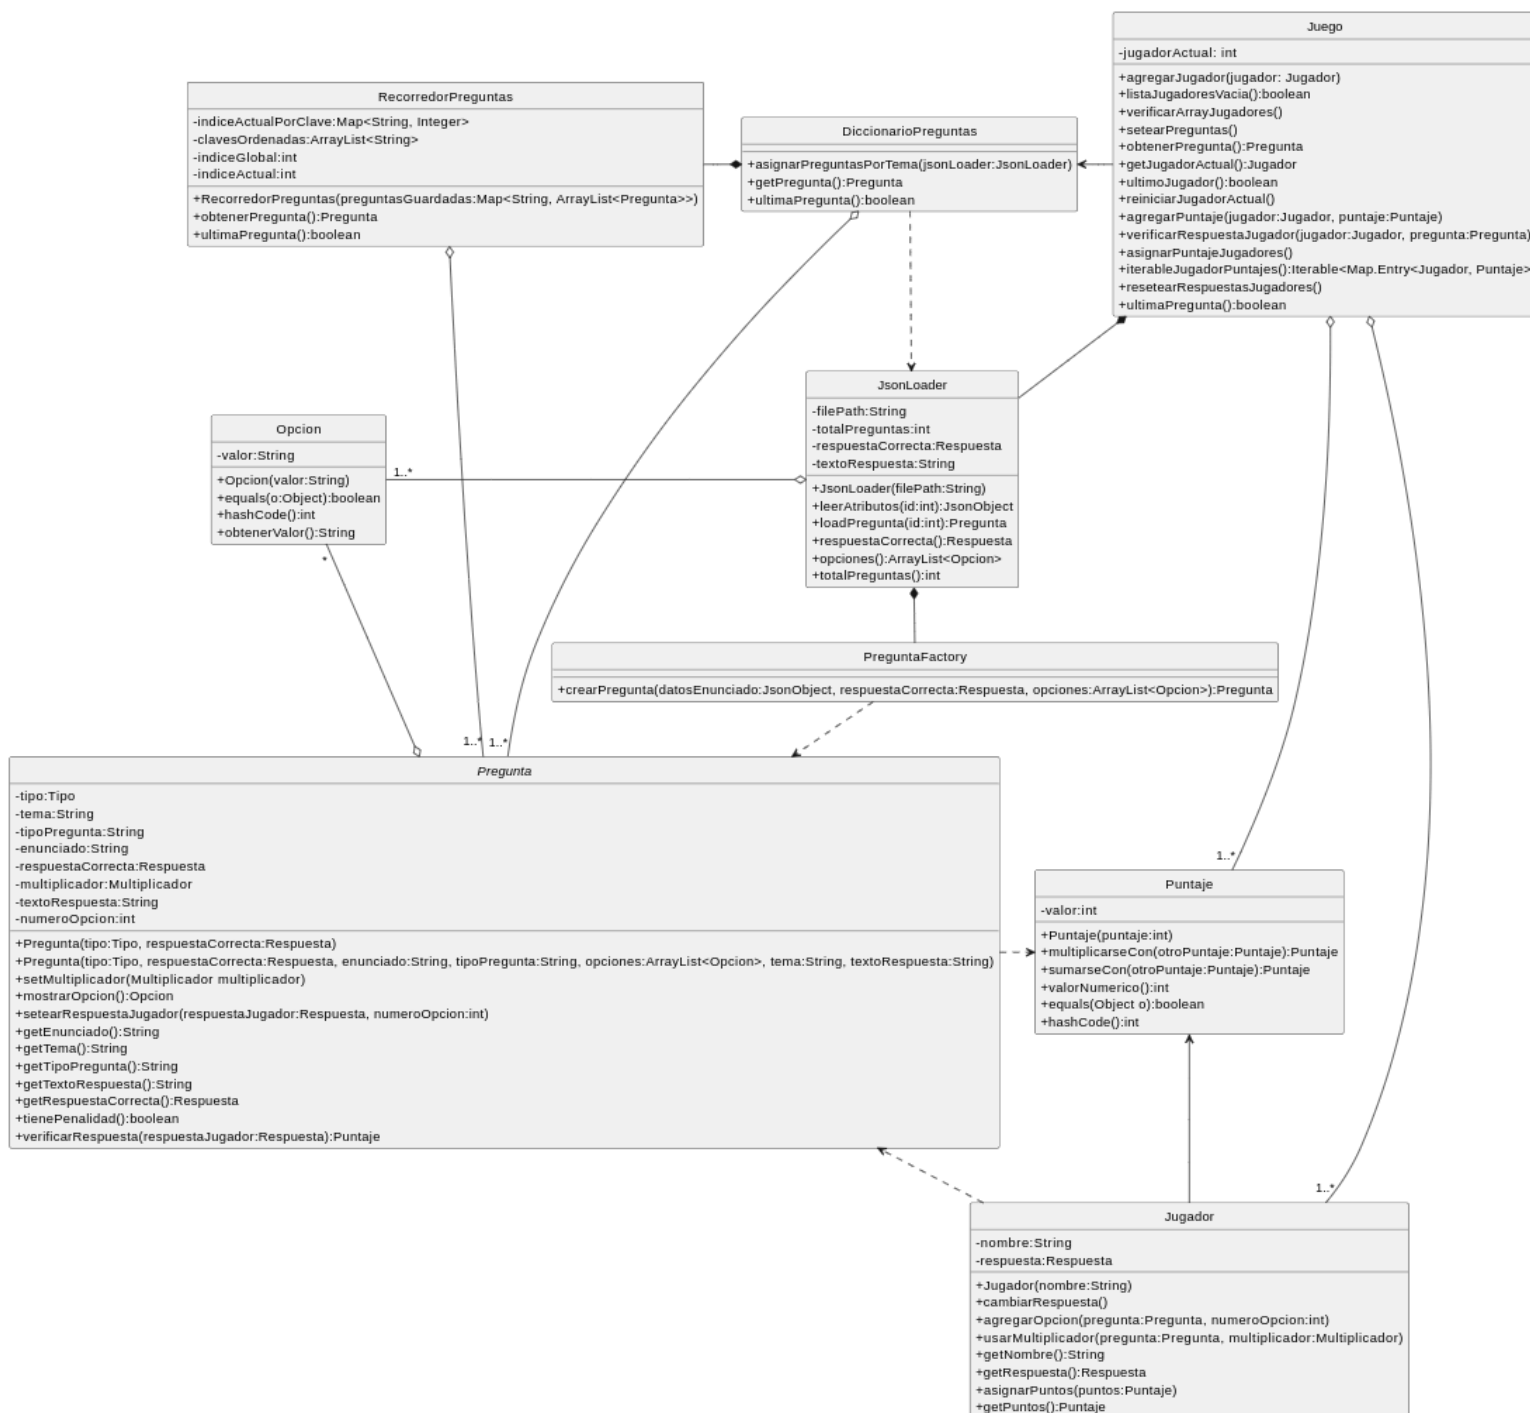 Juego
-jugadorActual: int
+agregarJugador(jugador: Jugador)
+listaJugadoresVacia():boolean
+verificarArrayJugadores()
+setearPreguntas()
+obtenerPregunta():Pregunta
+getJugadorActual():Jugador
+ultimoJugador():boolean
+reiniciarJugadorActual()
+agregarPuntaje(jugador:Jugador, puntaje:Puntaje)
+verificarRespuestaJugador(jugador:Jugador, pregunta:Pregunta)
+asignarPuntajeJugadores()
+iterableJugadorPuntajes():Iterable<Map.Entry<Jugador, Puntaje>
+resetearRespuestasJugadores()
+ultimaPregunta():boolean
RecorredorPreguntas
-indiceActualPorClave:Map<String, Integer>
-clavesOrdenadas:ArrayList<String>
-indiceGlobal:int
-indiceActual:int
+RecorredorPreguntas(preguntasGuardadas:Map<String, ArrayList<Pregunta>>)
+obtenerPregunta():Pregunta
+ultimaPregunta():boolean
DiccionarioPreguntas
+asignarPreguntasPorTema(jsonLoader:JsonLoader)
+getPregunta():Pregunta
+ultimaPregunta():boolean
JsonLoader
-filePath:String
-totalPreguntas:int
-respuestaCorrecta:Respuesta
-textoRespuesta:String
+JsonLoader(filePath:String)
+leerAtributos(id:int):JsonObject
+loadPregunta(id:int):Pregunta
+respuestaCorrecta():Respuesta
+opciones():ArrayList<Opcion>
+totalPreguntas():int
Opcion
-valor:String
+Opcion(valor:String)
+equals(o:Object):boolean
+hashCode():int
+obtenerValor():String
1..*
*
PreguntaFactory
+crearPregunta(datosEnunciado:JsonObject, respuestaCorrecta:Respuesta, opciones:ArrayList<Opcion>):Pregunta
1..*
1..*
Pregunta
-tipo:Tipo
-tema:String
-tipoPregunta:String
-enunciado:String
-respuestaCorrecta:Respuesta
-multiplicador:Multiplicador
-textoRespuesta:String
-numeroOpcion:int
+Pregunta(tipo:Tipo, respuestaCorrecta:Respuesta)
+Pregunta(tipo:Tipo, respuestaCorrecta:Respuesta, enunciado:String, tipoPregunta:String, opciones:ArrayList<Opcion>, tema:String, textoRespuesta:String)
+setMultiplicador(Multiplicador multiplicador)
+mostrarOpcion():Opcion
+setearRespuestaJugador(respuestaJugador:Respuesta, numeroOpcion:int)
+getEnunciado():String
+getTema():String
+getTipoPregunta():String
+getTextoRespuesta():String
+getRespuestaCorrecta():Respuesta
+tienePenalidad():boolean
+verificarRespuesta(respuestaJugador:Respuesta):Puntaje
1..*
Puntaje
-valor:int
+Puntaje(puntaje:int)
+multiplicarseCon(otroPuntaje:Puntaje):Puntaje
+sumarseCon(otroPuntaje:Puntaje):Puntaje
+valorNumerico():int
+equals(Object o):boolean
+hashCode():int
1..*
Jugador
-nombre:String
-respuesta:Respuesta
+Jugador(nombre:String)
+cambiarRespuesta()
+agregarOpcion(pregunta:Pregunta, numeroOpcion:int)
+usarMultiplicador(pregunta:Pregunta, multiplicador:Multiplicador)
+getNombre():String
+getRespuesta():Respuesta
+asignarPuntos(puntos:Puntaje)
+getPuntos():Puntaje